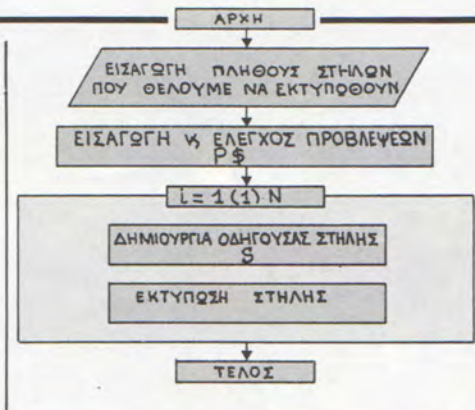 ΑΡΧΗ
ΕΙΣΑΓΩΓΗ ΠΛΗΘΟΥΣ ΣΤΗΛΩΝ
ΠΟΥ ΘΕΛΟΥΜΕ ΝΑ ΕΚΤΥΠΩΘΟΥΝ
ΕΙΣΑΓΩΓΗ ϗ ΕΛΕΓΧΟΣ ΠΡΟΒΛΕΨΕΩΝ
P$
i = 1 (1) N
ΔΗΜΙΟΥΡΓΙΑ ΟΔΗΓΟΥΣΑΣ ΣΤΗΛΗΣ
S
ΕΚΤΥΠΩΣΗ ΣΤΗΛΗΣ
ΤΕΛΟΣ